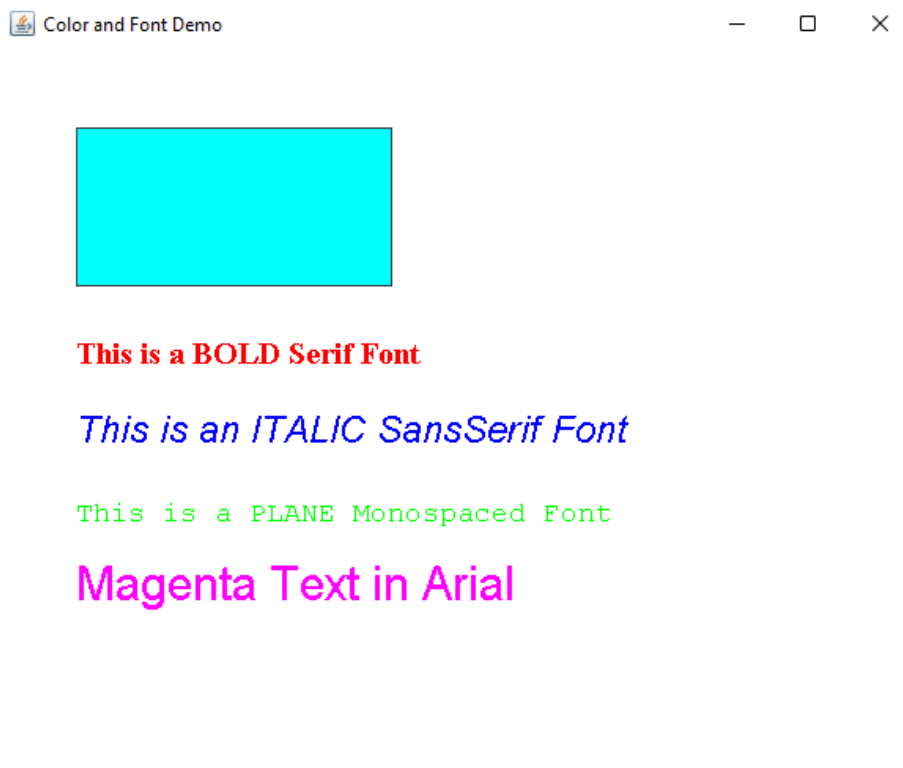 Color and Font Demo
This is a BOLD Serif Font
This is an ITALIC SansSerif Font
This is a PLANE Monospaced Font
Magenta Text in Arial